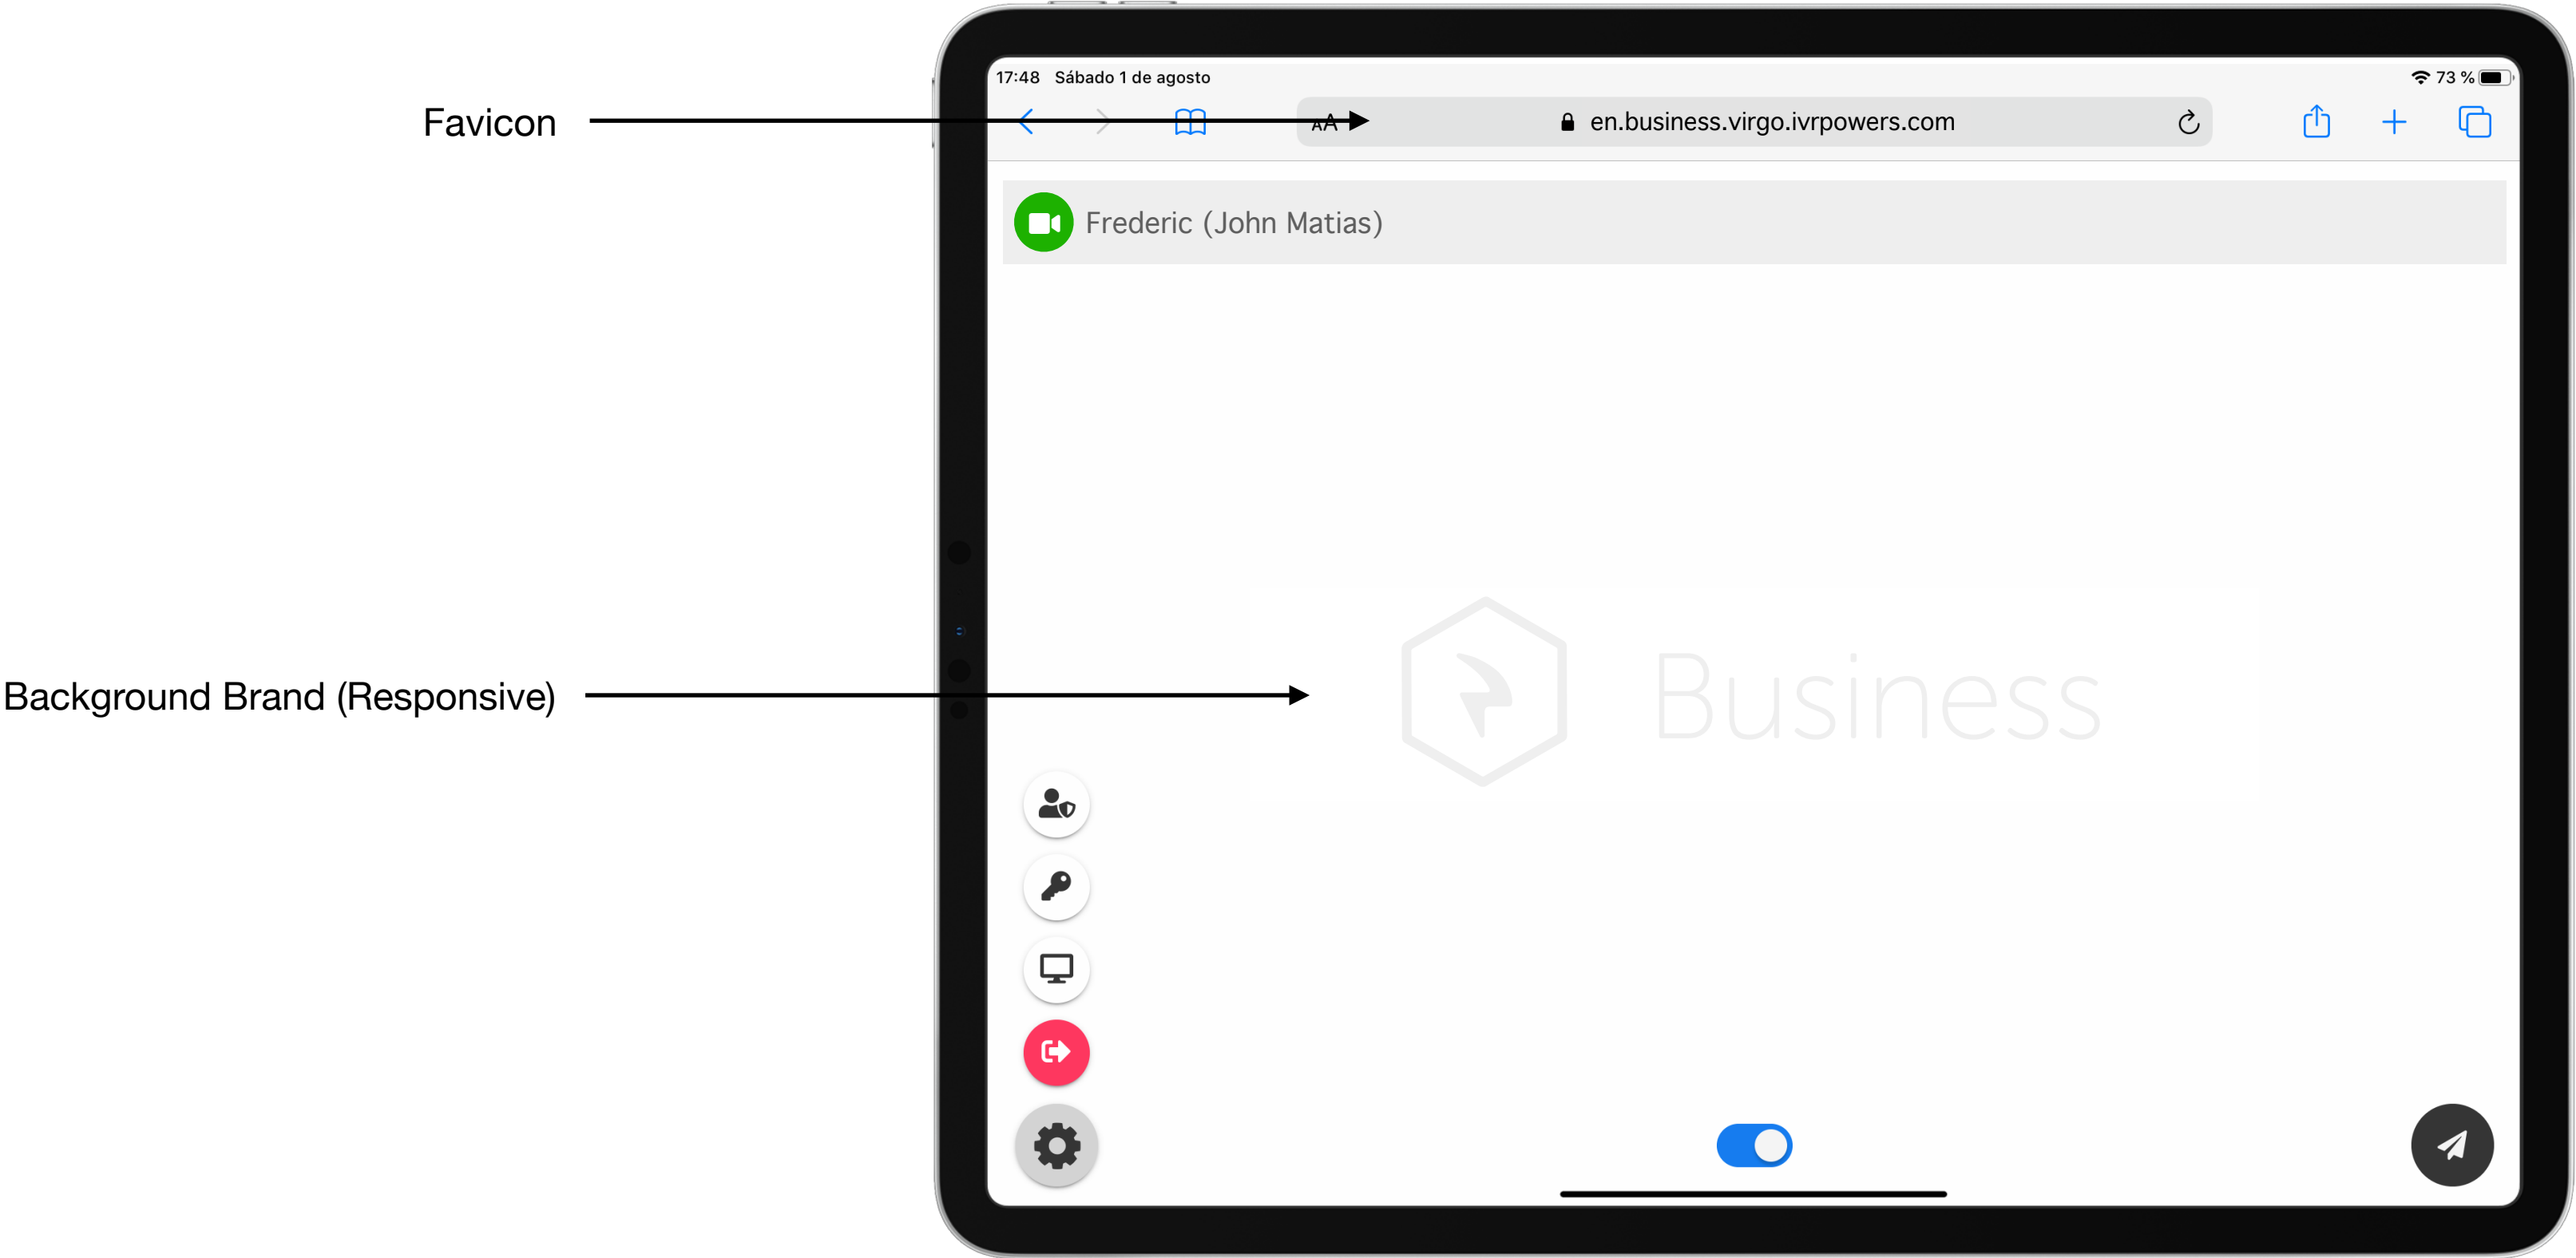 17:48 Sábado 1 de agosto
73 %
Favicon
AA
en.business.virgo.ivrpowers.com
Frederic (John Matias)
Background Brand (Responsive)
Business